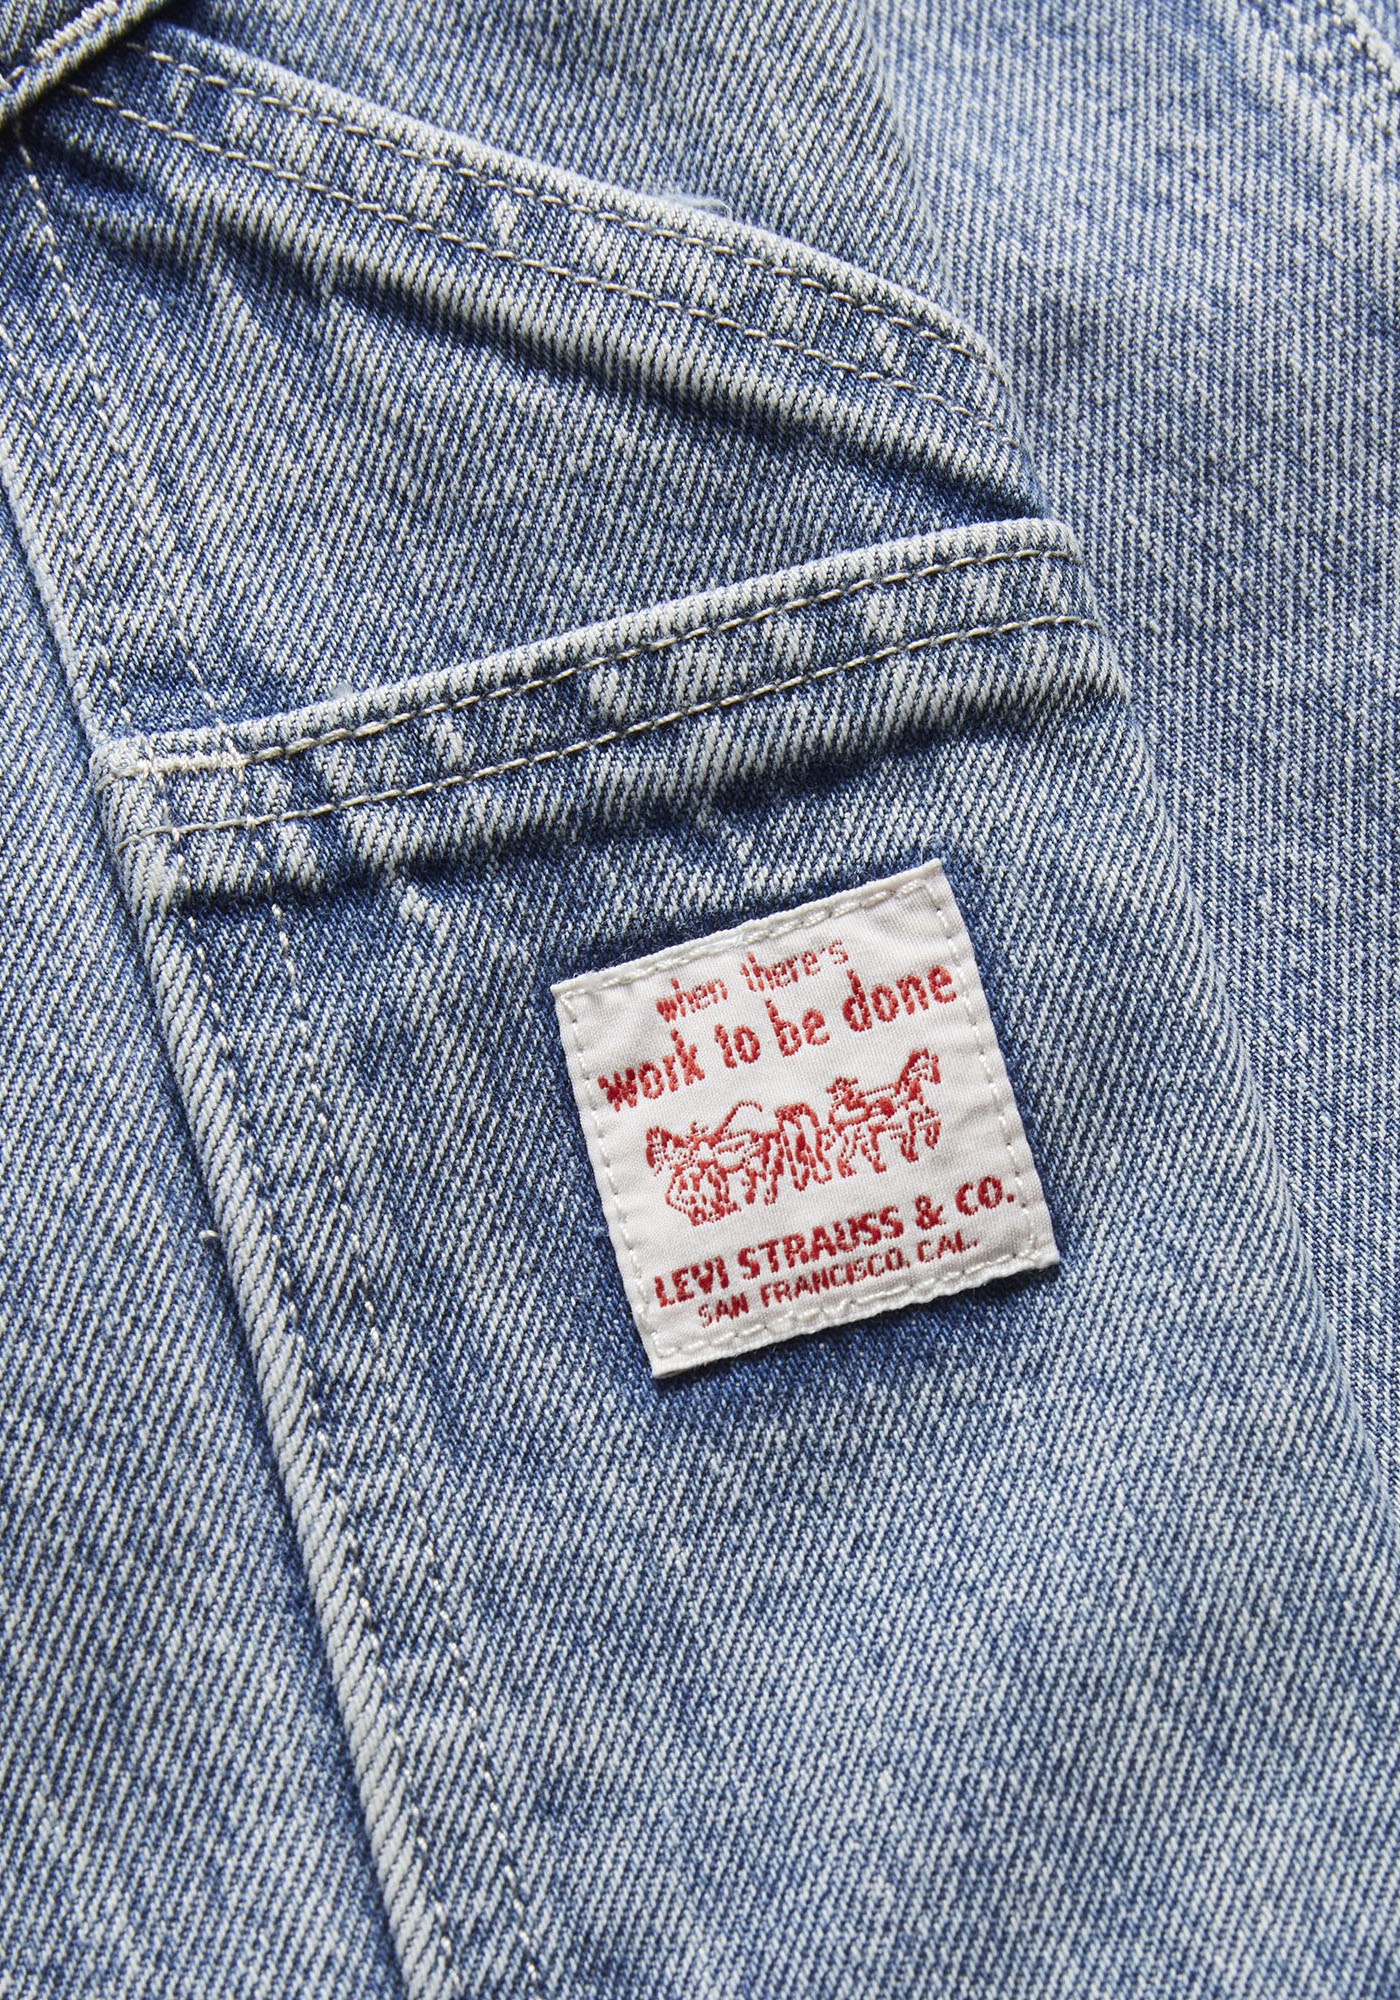 when there's
work to be done
LEVI STRAUSS & CO.
SAN FRANCISCO, CAL.